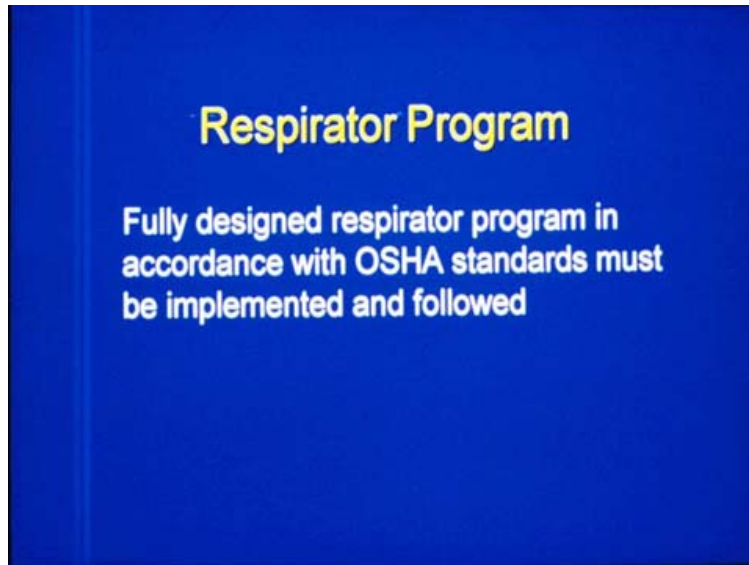 Respirator Program
Fully designed respirator program in
accordance with OSHA standards must
be implemented and followed